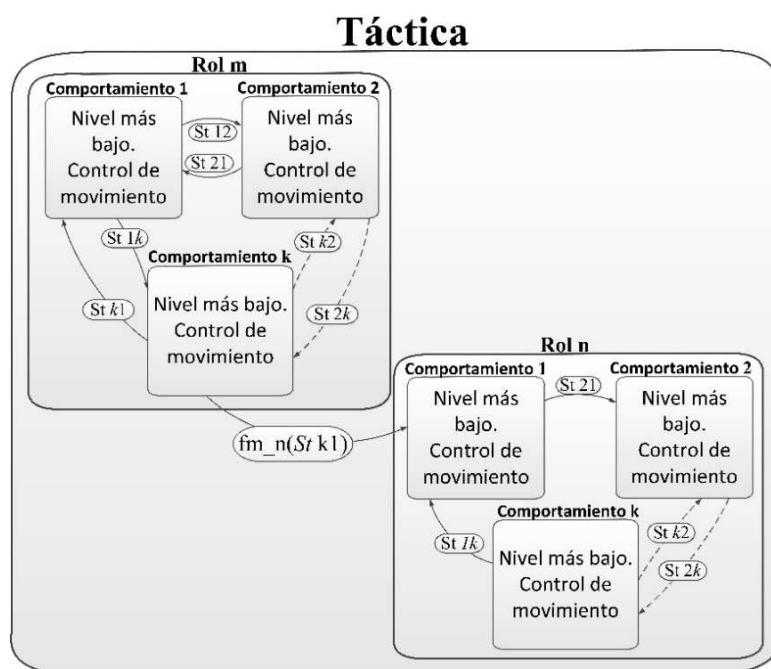 Táctica
Rol m
Comportamiento 1
Nivel más
bajo.
Control de
movimiento
St 12
St 21
Comportamiento 2
Nivel más
bajo.
Control de
movimiento
St 1k
St k1
St k2
St 2k
Comportamiento k
Nivel más bajo.
Control de
movimiento
fm_n(St k1)
Rol n
Comportamiento 1
Nivel más
bajo.
Control de
movimiento
St 21
Comportamiento 2
Nivel más
bajo.
Control de
movimiento
St 1k
St k2
St 2k
Comportamiento k
Nivel más bajo.
Control de
movimiento